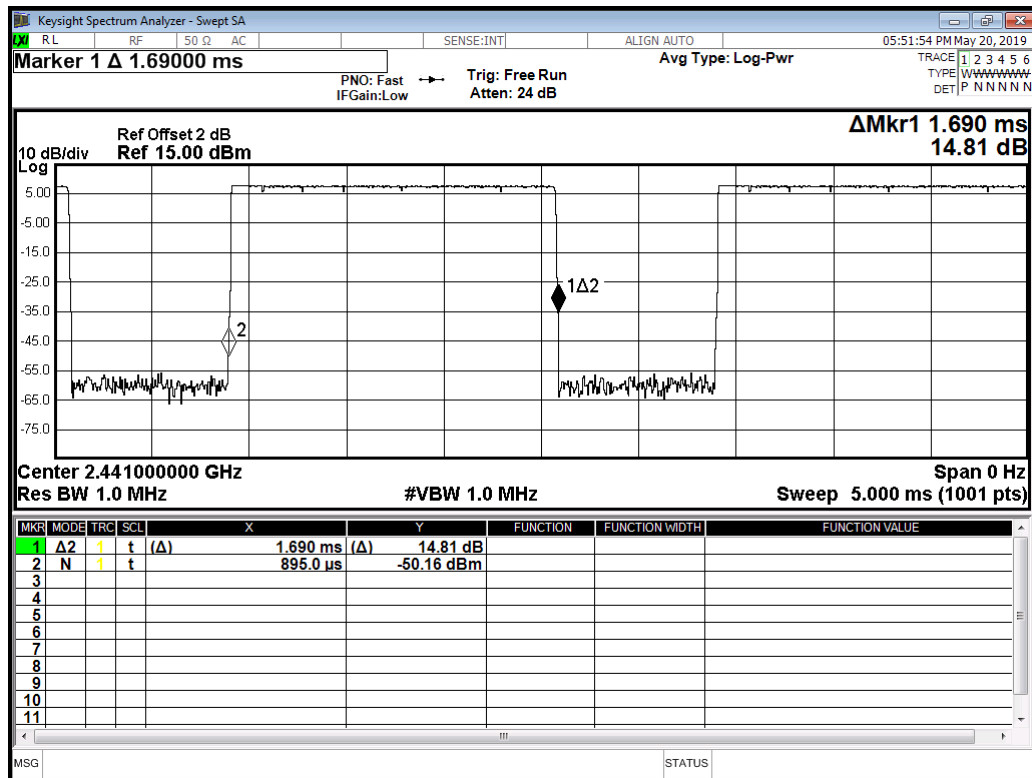 Keysight Spectrum Analyzer - Swept SA
LXI RL RF 50 Ω AC SENSE:INT ALIGN AUTO 05:51:54 PM May 20, 2019
Marker 1 Δ 1.69000 ms
PNO: Fast
IFGain:Low
Trig: Free Run
Atten: 24 dB
Avg Type: Log-Pwr
TRACE 1 2 3 4 5 6
TYPE WWWWWW
DET P N N N N N
ΔMkr1 1.690 ms
14.81 dB
Ref Offset 2 dB
10 dB/div Ref 15.00 dBm
Log
5.00
-5.00
-15.0
-25.0
1Δ2
-35.0
2
-45.0
-55.0
-65.0
-75.0
Center 2.441000000 GHz Span 0 Hz
Res BW 1.0 MHz #VBW 1.0 MHz Sweep 5.000 ms (1001 pts)
MKR MODE TRC SCL X Y FUNCTION FUNCTION WIDTH FUNCTION VALUE
1 Δ2 1 t (Δ) 1.690 ms (Δ) 14.81 dB
2 N 1 t 895.0 µs -50.16 dBm
3
4
5
6
7
8
9
10
11
MSG STATUS